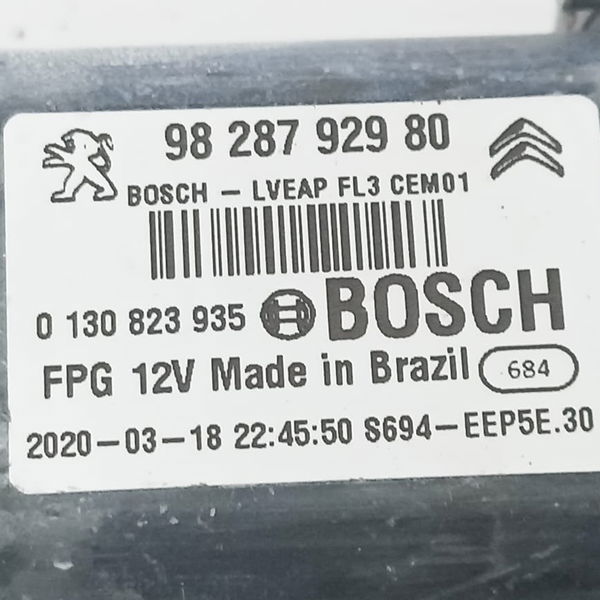 98 287 929 80
BOSCH – LVEAP FL3 CEM01
0 130 823 935 BOSCH
FPG 12V Made in Brazil 684
2020-03-18 22:45:50 S694-EEP5E.30